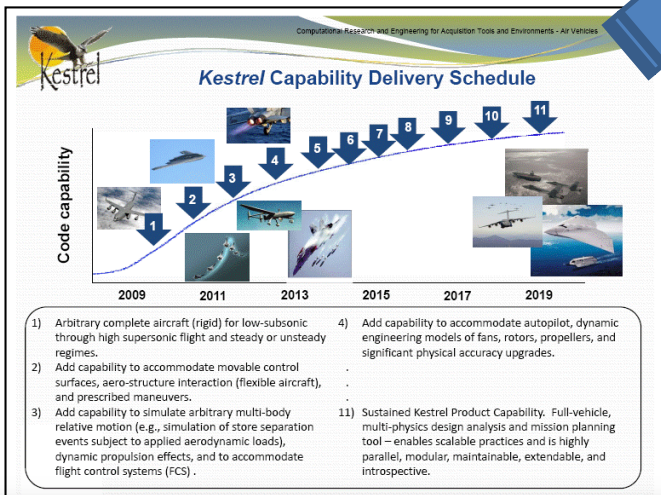 Computational Research and Engineering for Acquisition Tools and Environments - Air Vehicles
Kestrel
Kestrel Capability Delivery Schedule
Code capability
1
2
3
4
5
6
7
8
9
10
11
2009 2011 2013 2015 2017 2019
1) Arbitrary complete aircraft (rigid) for low-subsonic
through high supersonic flight and steady or unsteady
regimes.
2) Add capability to accommodate movable control
surfaces, aero-structure interaction (flexible aircraft),
and prescribed maneuvers.
3) Add capability to simulate arbitrary multi-body
relative motion (e.g., simulation of store separation
events subject to applied aerodynamic loads),
dynamic propulsion effects, and to accommodate
flight control systems (FCS) .
4) Add capability to accommodate autopilot, dynamic
engineering models of fans, rotors, propellers, and
significant physical accuracy upgrades.
.
.
.
11) Sustained Kestrel Product Capability. Full-vehicle,
multi-physics design analysis and mission planning
tool – enables scalable practices and is highly
parallel, modular, maintainable, extendable, and
introspective.